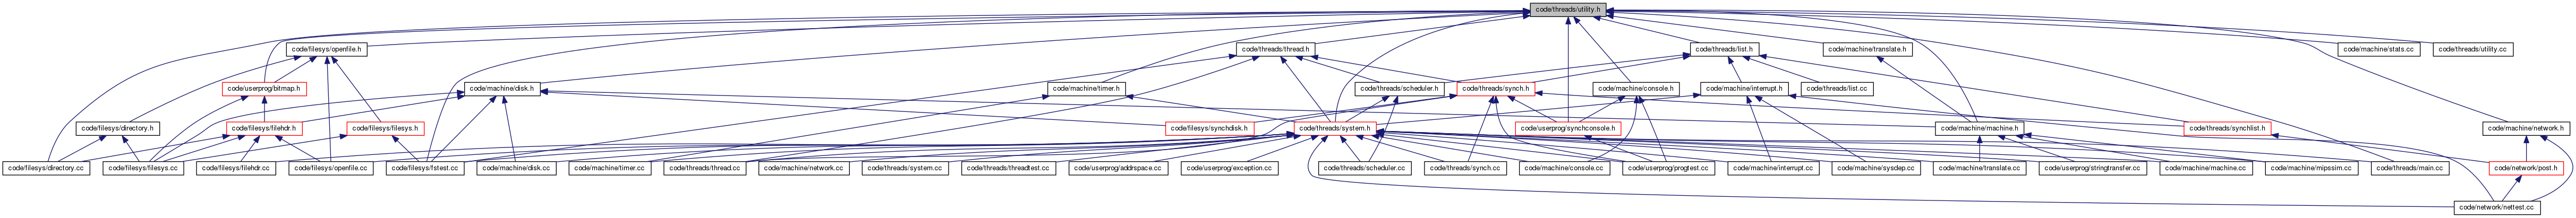 code/threads/utility.h
code/filesys/openfile.h
code/threads/thread.h
code/threads/list.h
code/machine/translate.h
code/machine/stats.cc
code/threads/utility.cc
code/userprog/bitmap.h
code/machine/disk.h
code/machine/timer.h
code/threads/scheduler.h
code/threads/synch.h
code/machine/console.h
code/machine/interrupt.h
code/threads/list.cc
code/filesys/directory.h
code/filesys/filehdr.h
code/filesys/filesys.h
code/filesys/synchdisk.h
code/threads/system.h
code/userprog/synchconsole.h
code/machine/machine.h
code/threads/synchlist.h
code/machine/network.h
code/filesys/directory.cc
code/filesys/filesys.cc
code/filesys/filehdr.cc
code/filesys/openfile.cc
code/filesys/fstest.cc
code/machine/disk.cc
code/machine/timer.cc
code/threads/thread.cc
code/machine/network.cc
code/threads/system.cc
code/threads/threadtest.cc
code/userprog/addrspace.cc
code/userprog/exception.cc
code/threads/scheduler.cc
code/threads/synch.cc
code/machine/console.cc
code/userprog/progtest.cc
code/machine/interrupt.cc
code/machine/sysdep.cc
code/machine/translate.cc
code/userprog/stringtransfer.cc
code/machine/machine.cc
code/machine/mipssim.cc
code/threads/main.cc
code/network/post.h
code/network/nettest.cc